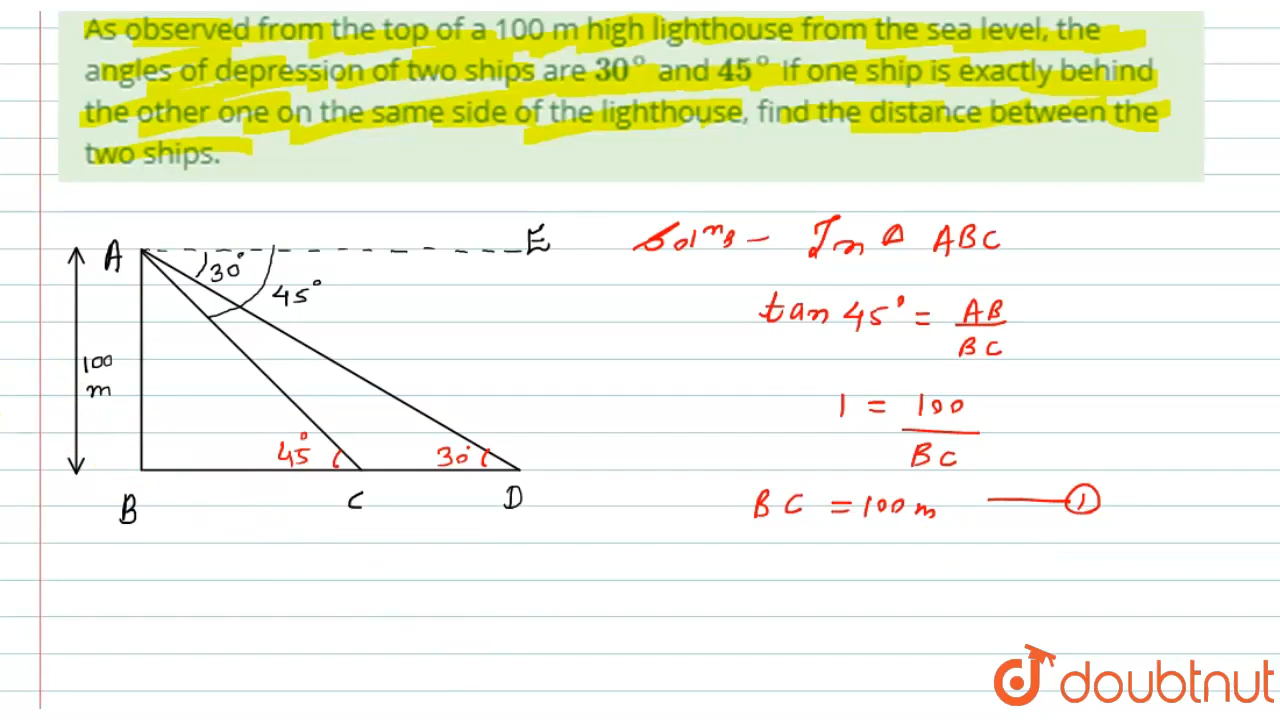 As observed from the top of a 100 m high lighthouse from the sea level, the
angles of depression of two ships are 30° and 45° If one ship is exactly behind
the other one on the same side of the lighthouse, find the distance between the
two ships.
A
E
30°
45°
100
m
45°
30°
B
C
D
Solⁿs – In Δ ABC
tan 45° = AB
BC
1 = 100
BC
BC = 100 m ——— ①
doubtnut